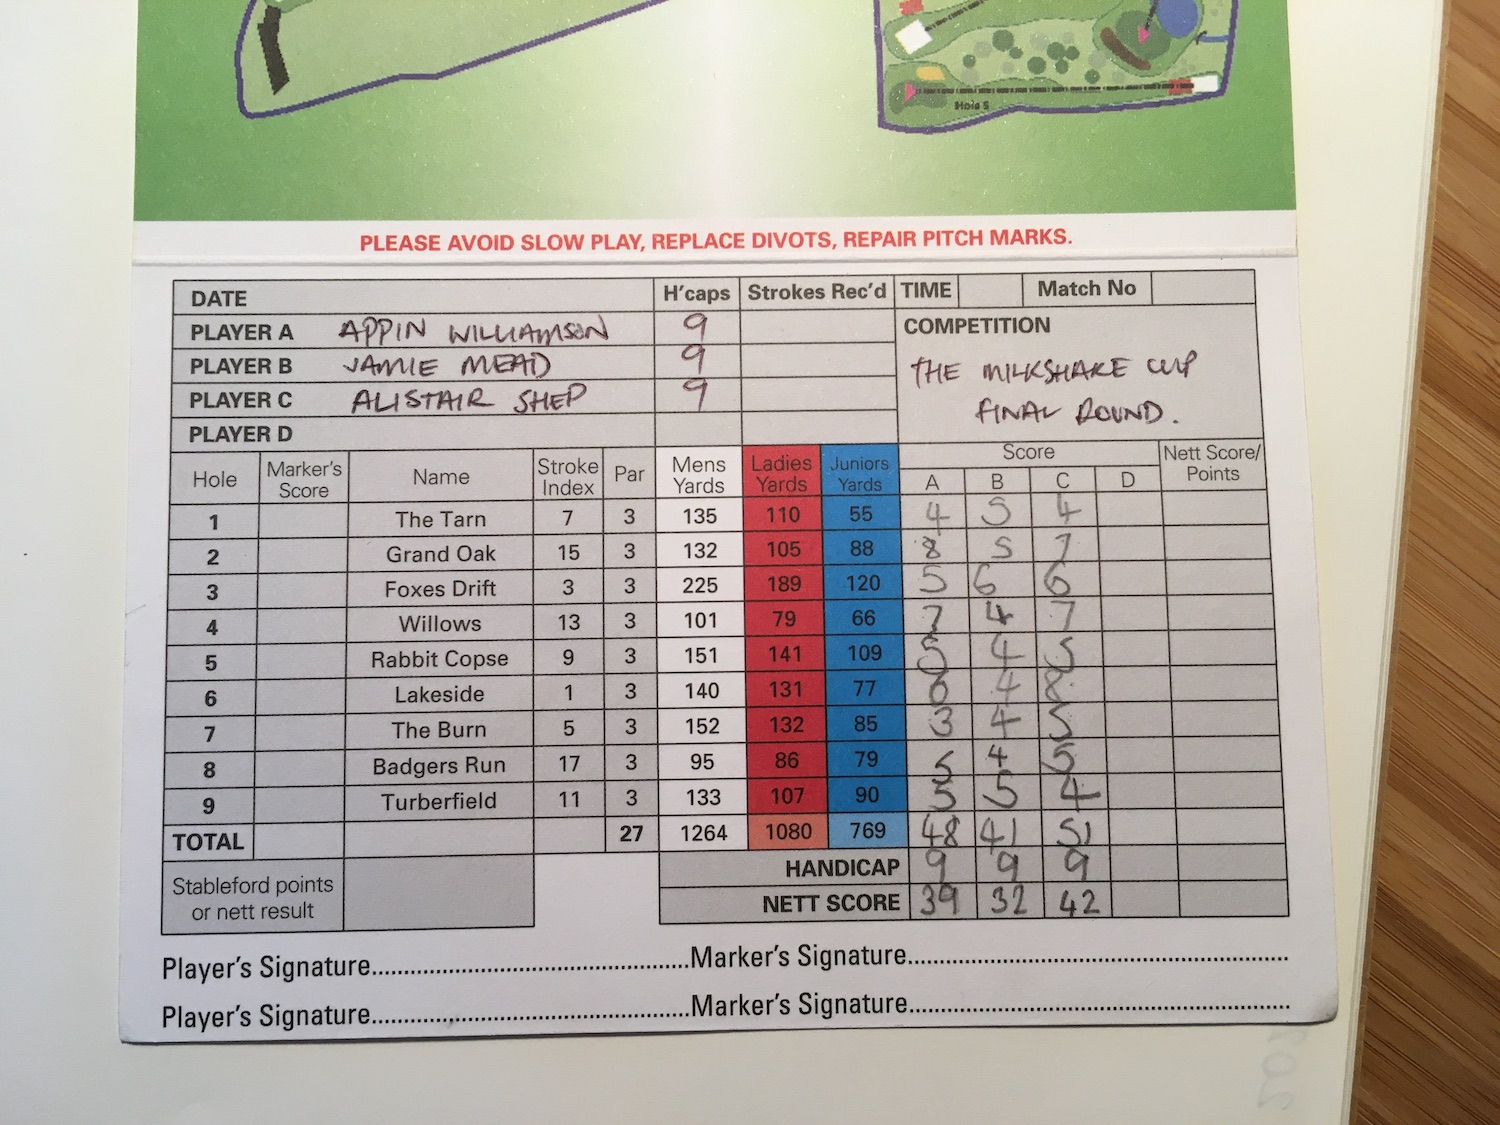 Hole 5
PLEASE AVOID SLOW PLAY, REPLACE DIVOTS, REPAIR PITCH MARKS.
DATE H'caps Strokes Rec'd TIME Match No
PLAYER A APPIN WILLIAMSON 9 COMPETITION
PLAYER B JAMIE MEAD 9 THE MILKSHAKE CUP
PLAYER C ALISTAIR SHEP 9 FINAL ROUND.
PLAYER D
Hole Marker's Score Name Stroke Index Par Mens Yards Ladies Yards Juniors Yards Score A B C D Nett Score/ Points
1 The Tarn 7 3 135 110 55 4 5 4
2 Grand Oak 15 3 132 105 88 8 5 7
3 Foxes Drift 3 3 225 189 120 5 6 6
4 Willows 13 3 101 79 66 7 4 7
5 Rabbit Copse 9 3 151 141 109 5 4 5
6 Lakeside 1 3 140 131 77 6 4 8
7 The Burn 5 3 152 132 85 3 4 5
8 Badgers Run 17 3 95 86 79 5 4 5
9 Turberfield 11 3 133 107 90 5 5 4
TOTAL 27 1264 1080 769 48 41 51
HANDICAP 9 9 9
Stableford points or nett result
NETT SCORE 39 32 42
Player's Signature Marker's Signature
Player's Signature Marker's Signature